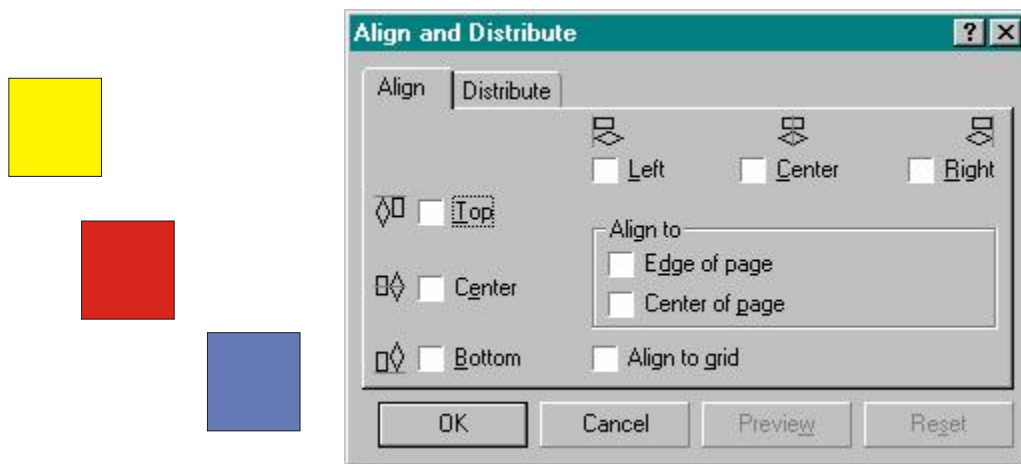 Align and Distribute
Align Distribute
Left Center Right
Top
Align to
Edge of page
Center
Center of page
Bottom
Align to grid
OK Cancel Preview Reset